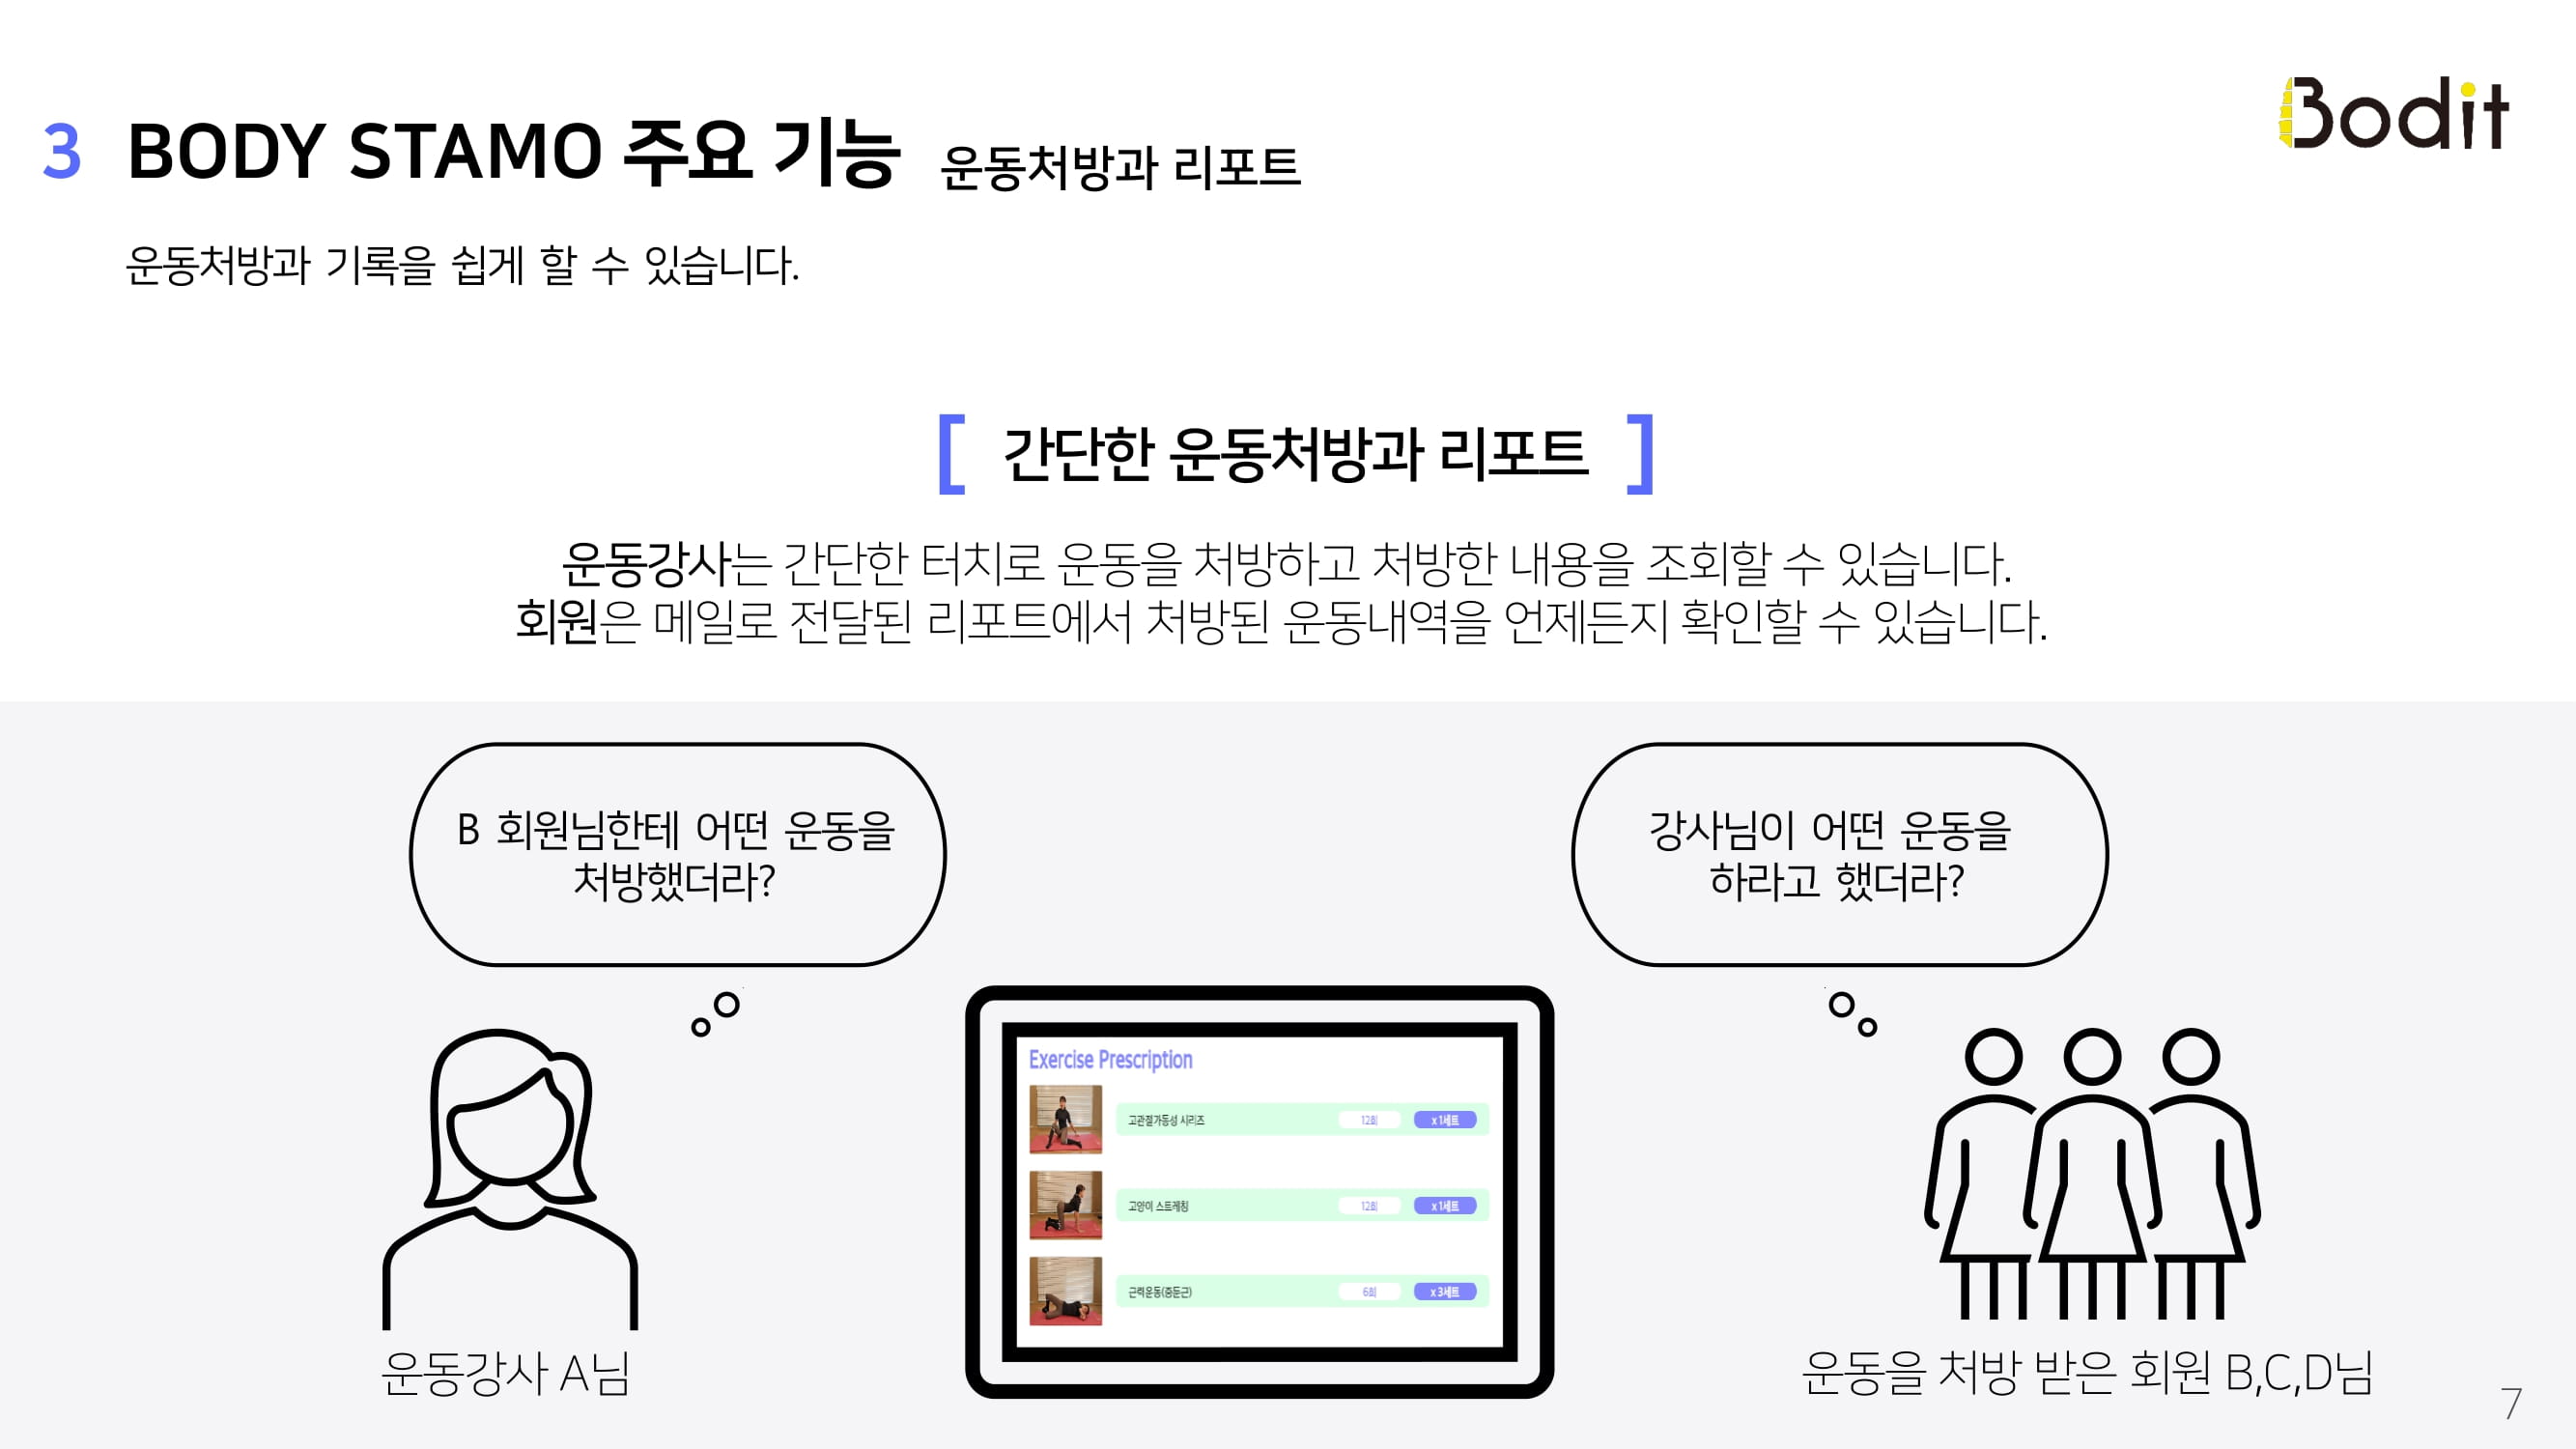 3 BODY STAMO 주요 기능 운동처방과 리포트
Bodit
운동처방과 기록을 쉽게 할 수 있습니다.
[ 간단한 운동처방과 리포트 ]
운동강사는 간단한 터치로 운동을 처방하고 처방한 내용을 조회할 수 있습니다.
회원은 메일로 전달된 리포트에서 처방된 운동내역을 언제든지 확인할 수 있습니다.
B 회원님한테 어떤 운동을
처방했더라?
강사님이 어떤 운동을
하라고 했더라?
Exercise Prescription
고관절가동성 시리즈 12회 x 1세트
고양이 스트레칭 12회 x 1세트
근력운동(중둔근) 6회 x 3세트
운동강사 A님
운동을 처방 받은 회원 B,C,D님
7